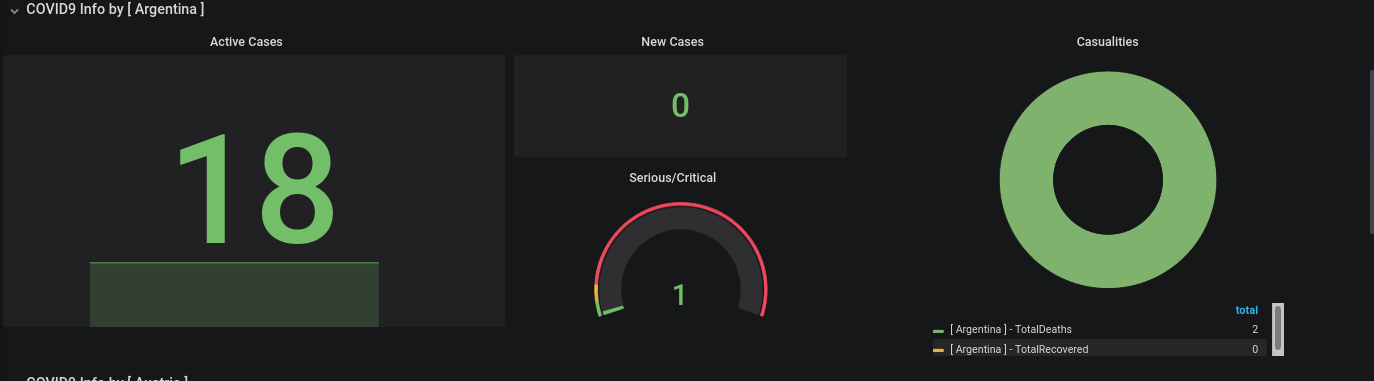 COVID9 Info by [ Argentina ]
Active Cases
New Cases
Casualities
18
0
Serious/Critical
1
total
[ Argentina ] - TotalDeaths 2
[ Argentina ] - TotalRecovered 0
COVID9 Info by [ Austria ]